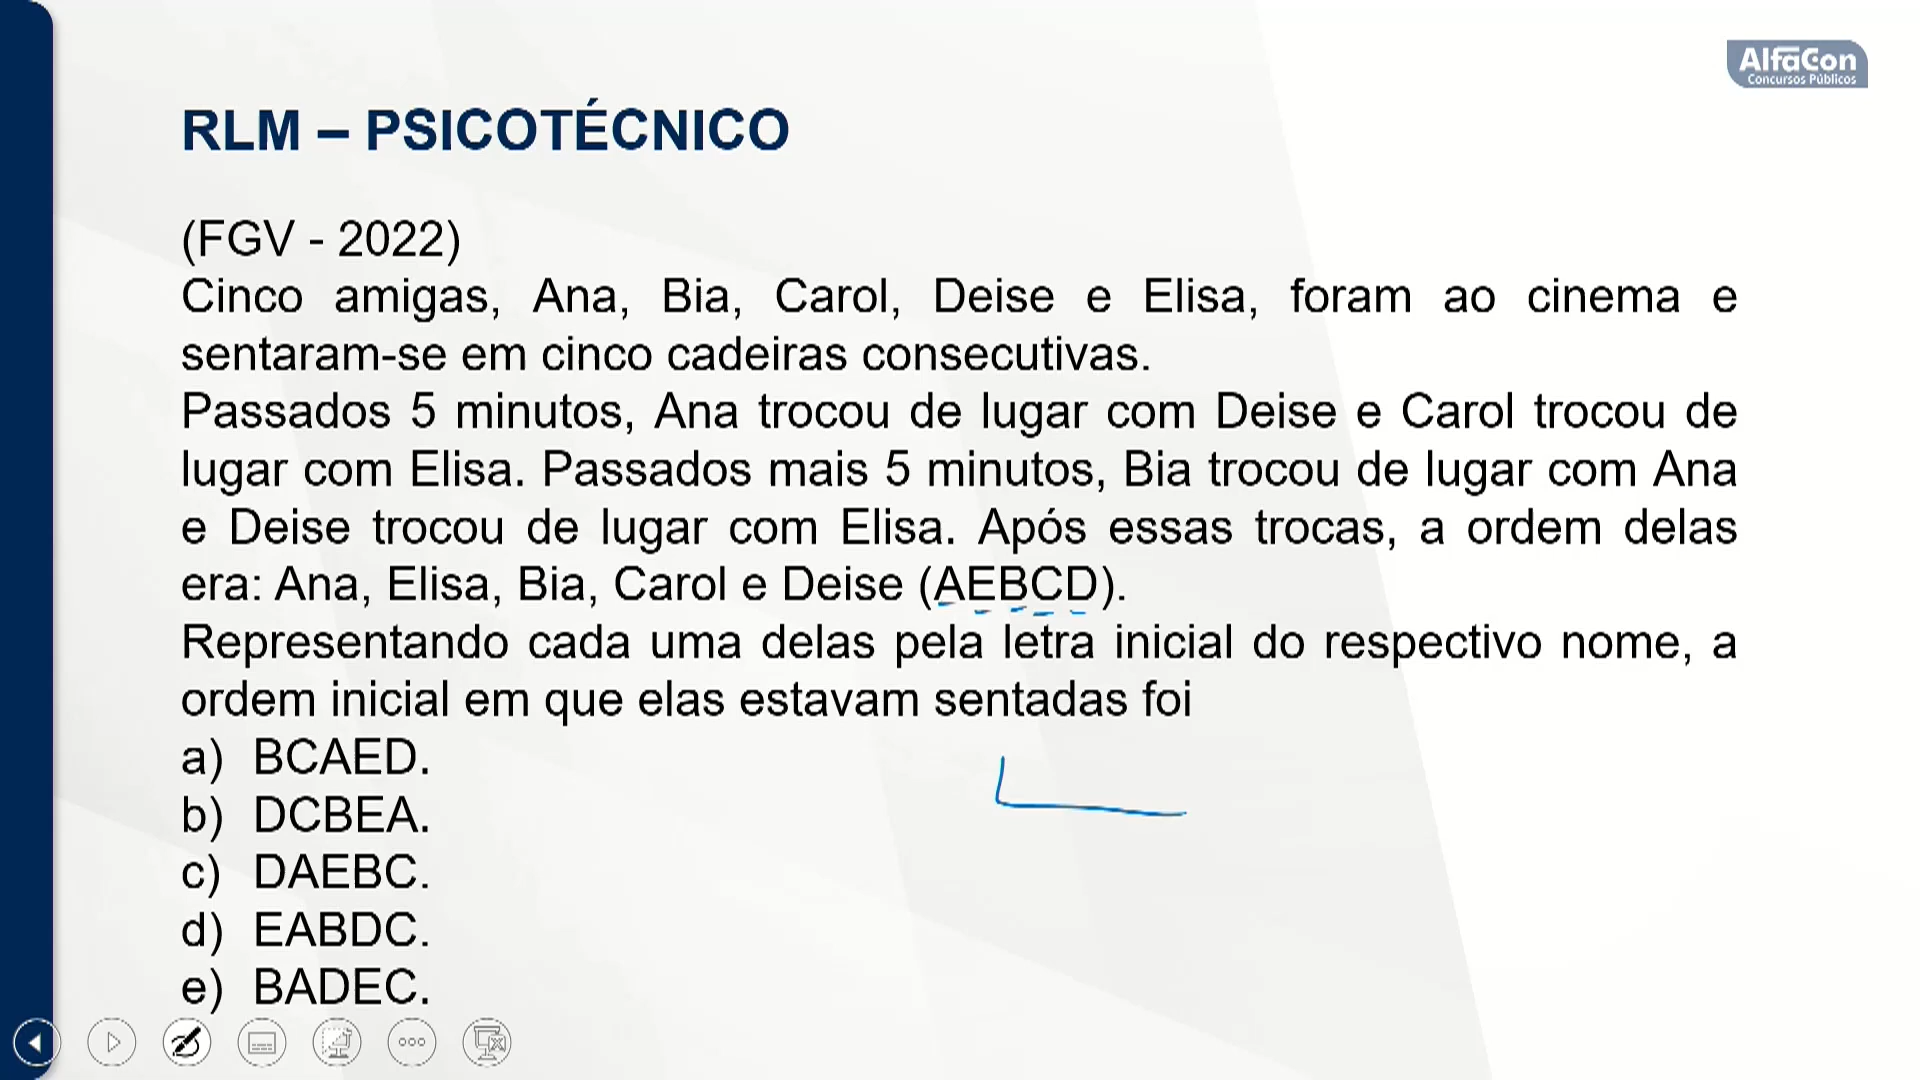 AlfaCon
Concursos Públicos
RLM – PSICOTÉCNICO
(FGV - 2022)
Cinco amigas, Ana, Bia, Carol, Deise e Elisa, foram ao cinema e
sentaram-se em cinco cadeiras consecutivas.
Passados 5 minutos, Ana trocou de lugar com Deise e Carol trocou de
lugar com Elisa. Passados mais 5 minutos, Bia trocou de lugar com Ana
e Deise trocou de lugar com Elisa. Após essas trocas, a ordem delas
era: Ana, Elisa, Bia, Carol e Deise (AEBCD).
Representando cada uma delas pela letra inicial do respectivo nome, a
ordem inicial em que elas estavam sentadas foi
a) BCAED.
b) DCBEA.
c) DAEBC.
d) EABDC.
e) BADEC.